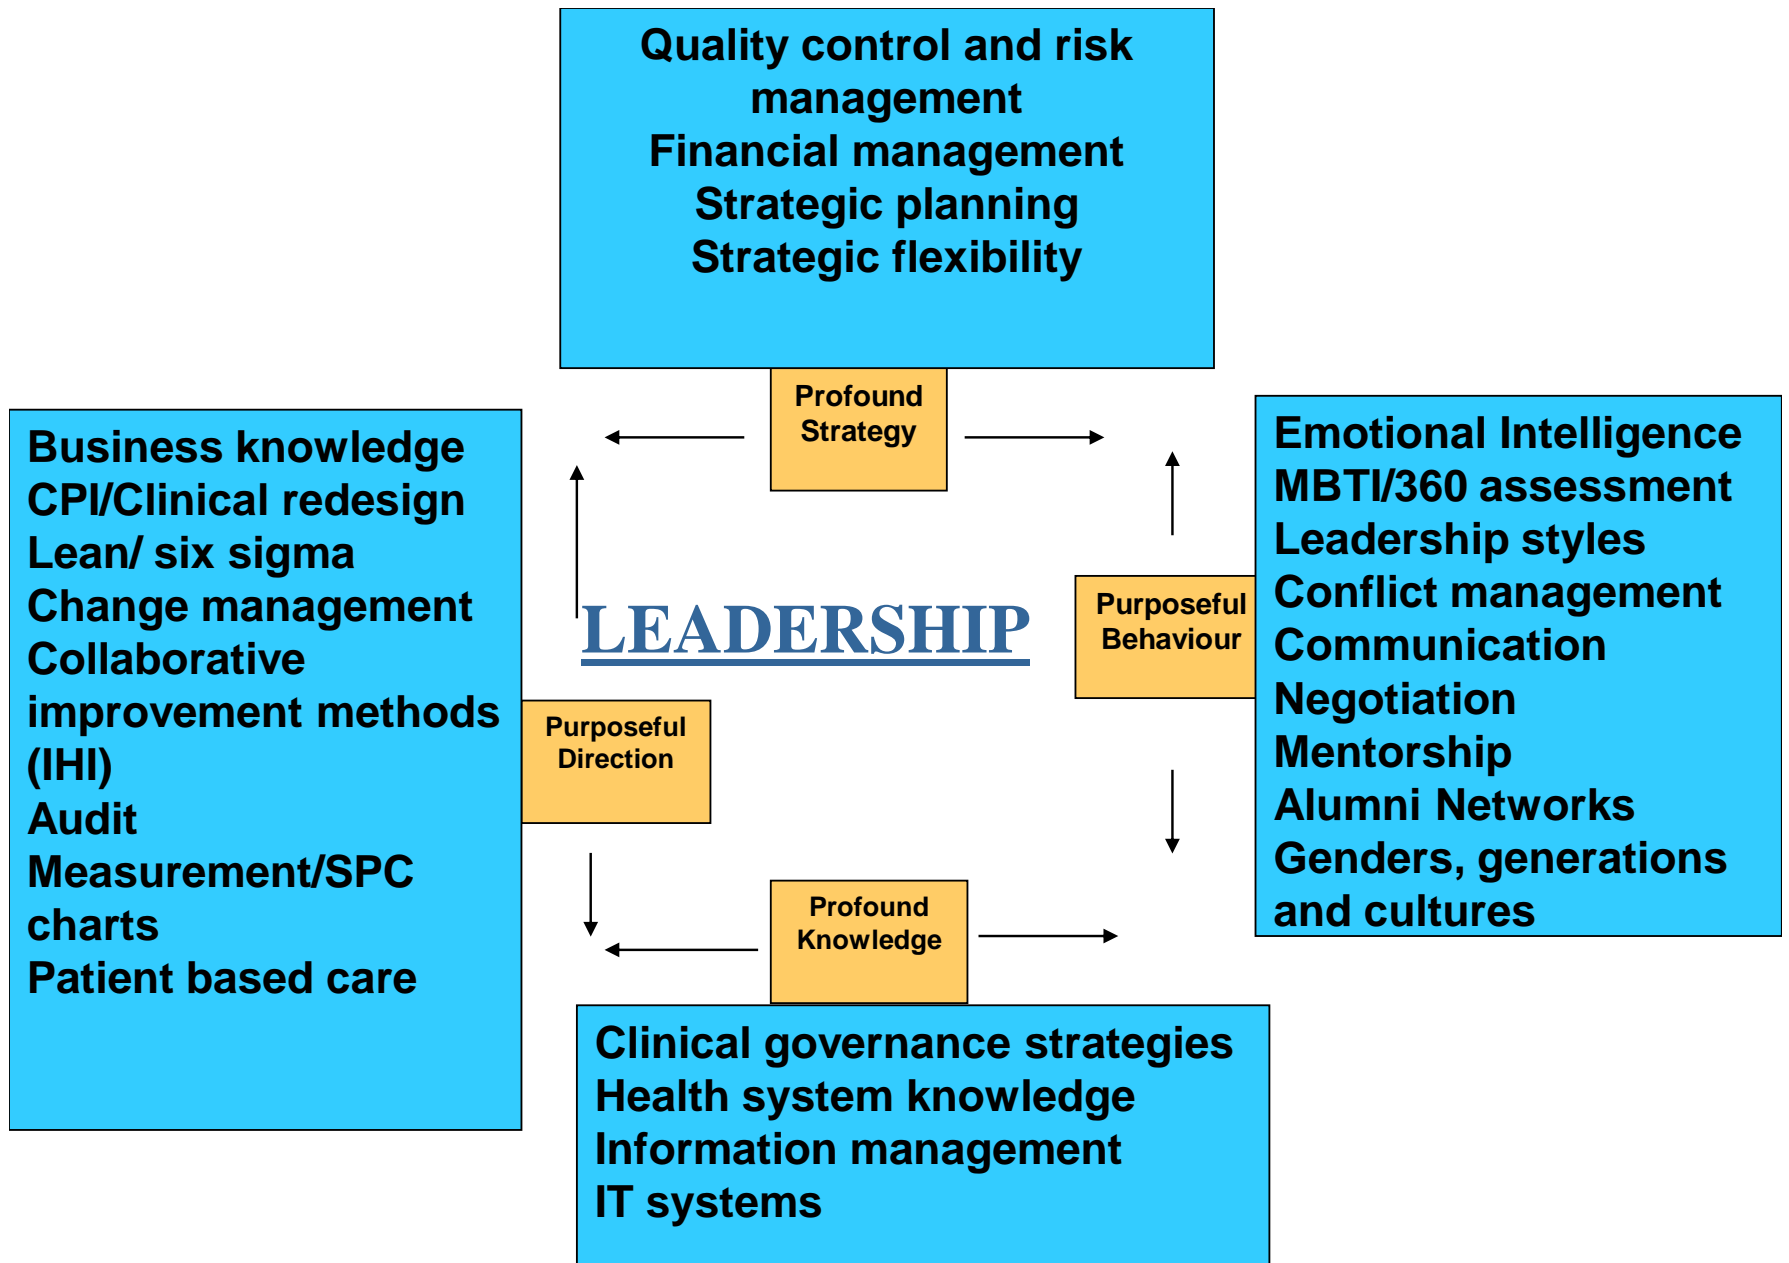 Quality control and risk
management
Financial management
Strategic planning
Strategic flexibility
Profound
Strategy
Business knowledge
CPI/Clinical redesign
Lean/ six sigma
Change management
Collaborative
improvement methods
(IHI)
Audit
Measurement/SPC
charts
Patient based care
Purposeful
Direction
LEADERSHIP
Purposeful
Behaviour
Emotional Intelligence
MBTI/360 assessment
Leadership styles
Conflict management
Communication
Negotiation
Mentorship
Alumni Networks
Genders, generations
and cultures
Profound
Knowledge
Clinical governance strategies
Health system knowledge
Information management
IT systems